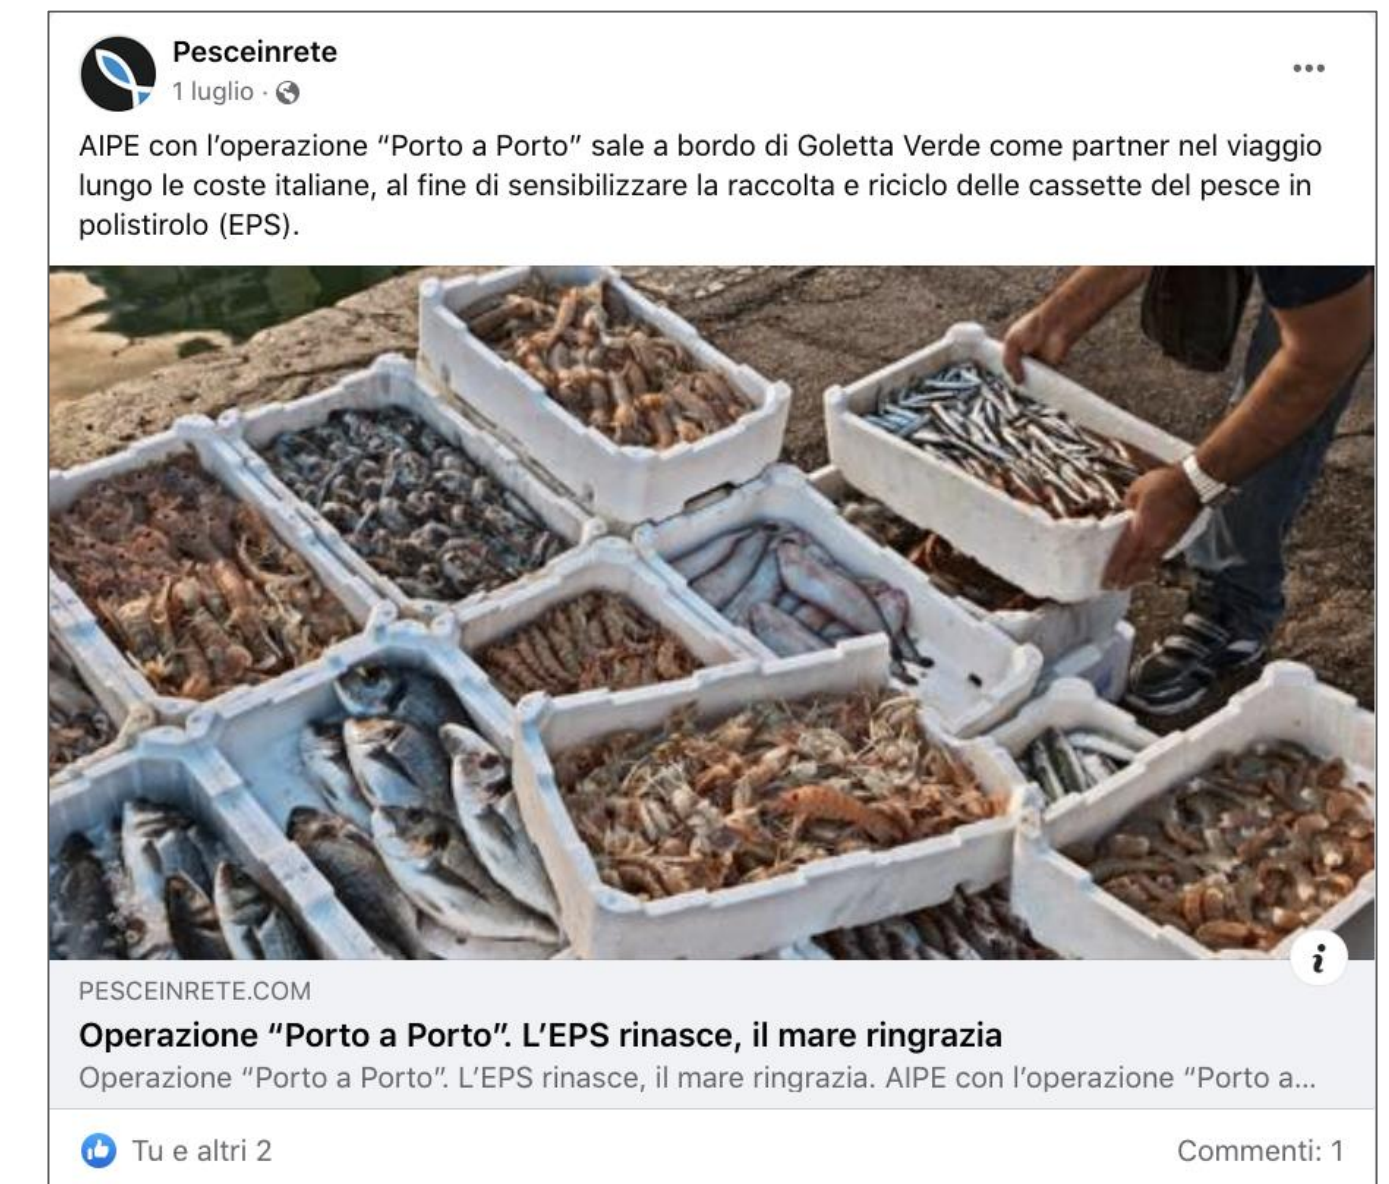 Pesceinrete
1 luglio ·
AIPE con l’operazione “Porto a Porto” sale a bordo di Goletta Verde come partner nel viaggio
lungo le coste italiane, al fine di sensibilizzare la raccolta e riciclo delle cassette del pesce in
polistirolo (EPS).
i
PESCEINRETE.COM
Operazione “Porto a Porto”. L’EPS rinasce, il mare ringrazia
Operazione “Porto a Porto”. L’EPS rinasce, il mare ringrazia. AIPE con l’operazione “Porto a...
Tu e altri 2
Commenti: 1